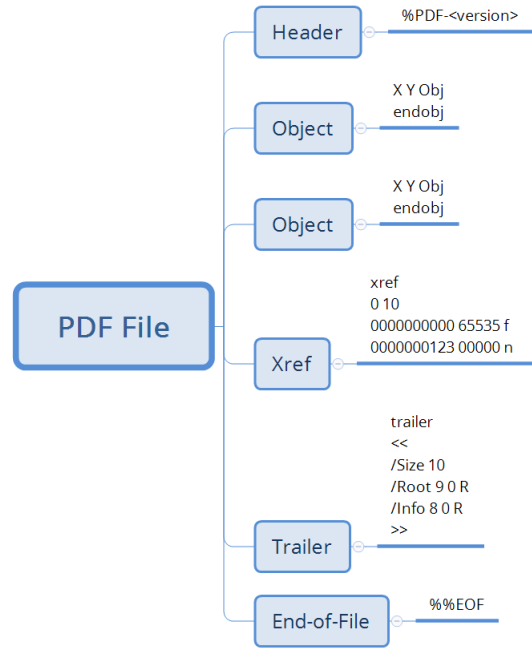 PDF File
Header
%PDF-<version>
Object
X Y Obj
endobj
Object
X Y Obj
endobj
Xref
xref
0 10
0000000000 65535 f
0000000123 00000 n
Trailer
trailer
<<
/Size 10
/Root 9 0 R
/Info 8 0 R
>>
End-of-File
%%EOF